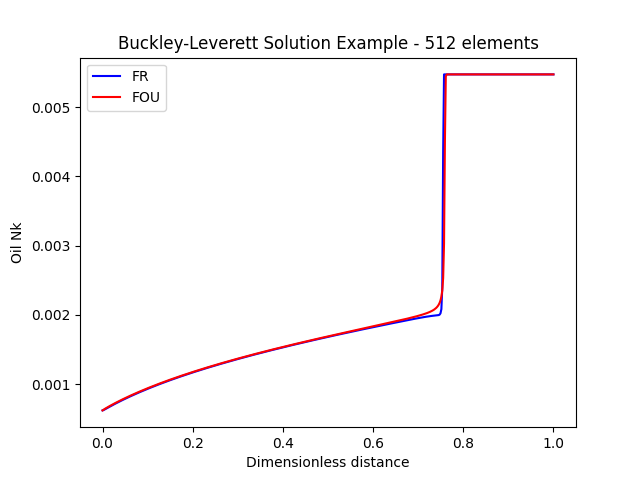 Buckley-Leverett Solution Example - 512 elements
FR
FOU
0.005
0.004
0.003
0.002
0.001
Oil Nk
0.0 0.2 0.4 0.6 0.8 1.0
Dimensionless distance